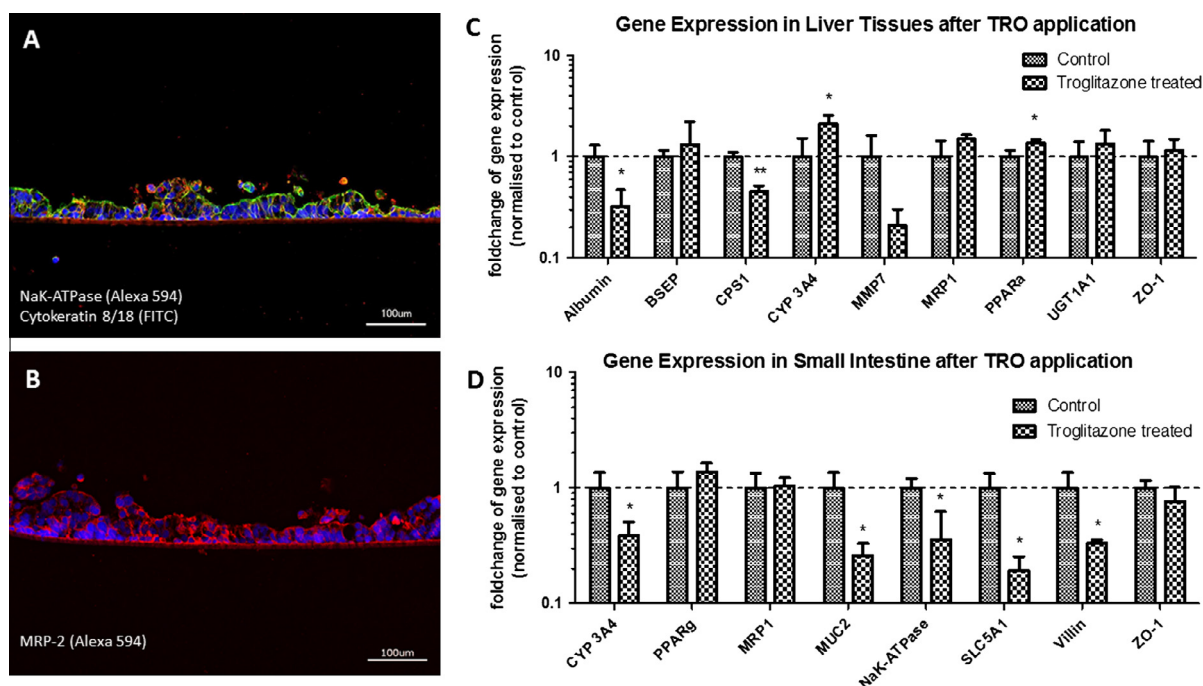 A
NaK-ATPase (Alexa 594)
Cytokeratin 8/18 (FITC)
100um
B
MRP-2 (Alexa 594)
100um
C
Gene Expression in Liver Tissues after TRO application
foldchange of gene expression
(normalised to control)
10
1
0.1
Control
Troglitazone treated
*
**
*
*
Albumin
BSEP
CPS1
CYP 3A4
MMP7
MRP1
PPARa
UGT1A1
ZO-1
D
Gene Expression in Small Intestine after TRO application
foldchange of gene expression
(normalised to control)
10
1
0.1
Control
Troglitazone treated
*
*
*
*
*
CYP 3A4
PPARg
MRP1
MUC2
NaK-ATPase
SLC5A1
Villin
ZO-1